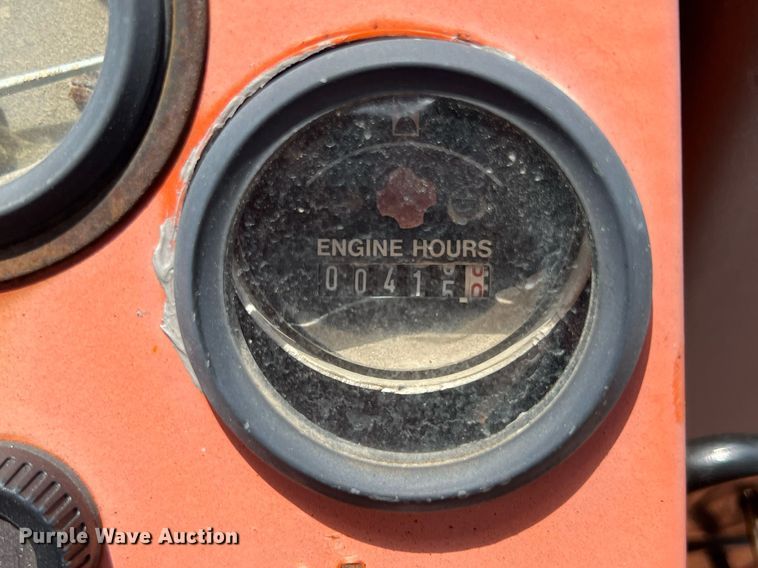 ENGINE HOURS
0041
Purple Wave Auction